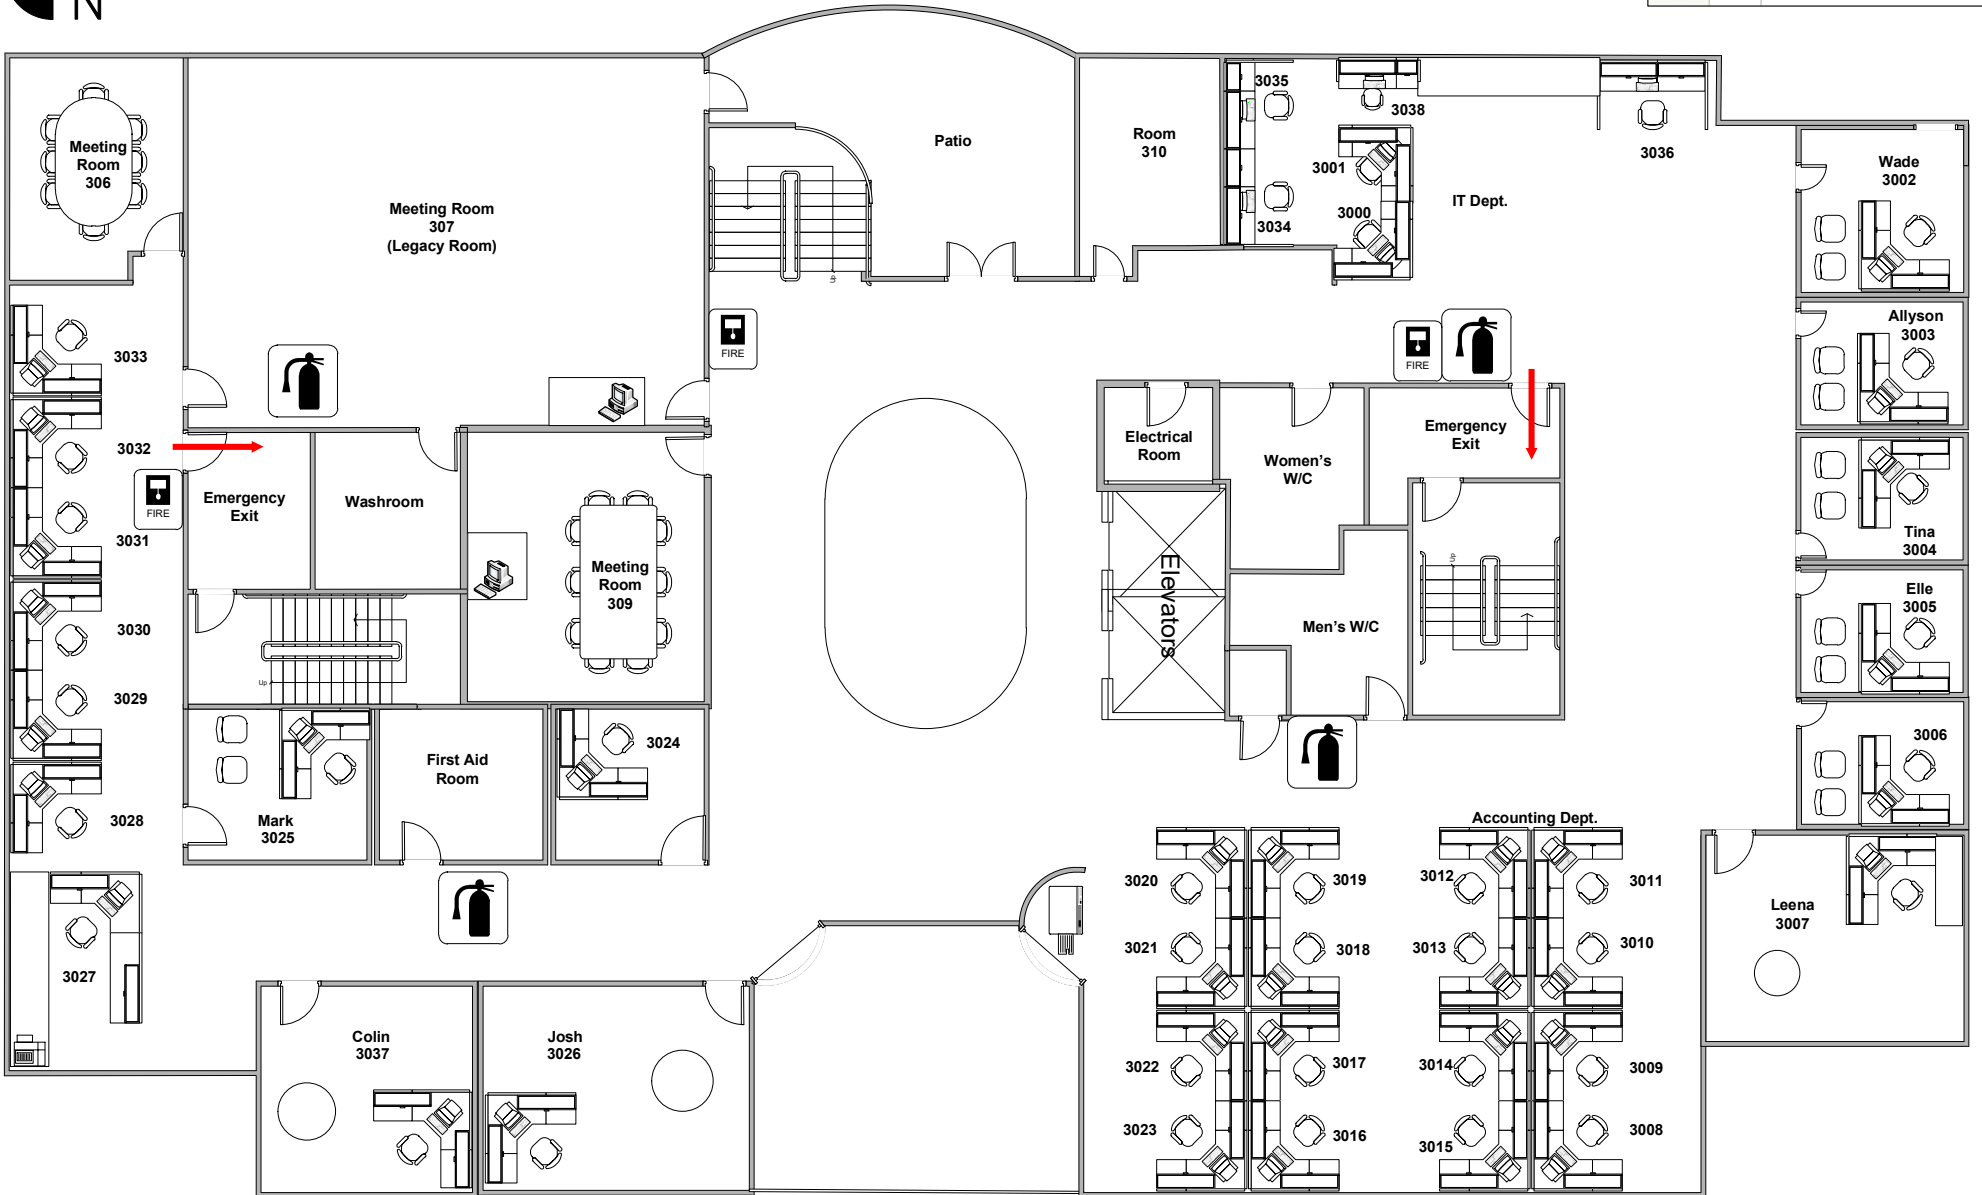 N
Meeting
Room
306
Meeting Room
307
(Legacy Room)
Patio
Up
Room
310
3035
3038
3001
3000
3034
IT Dept.
3036
Wade
3002
Allyson
3003
Tina
3004
Elle
3005
3006
Leena
3007
3033
3032
3031
3030
3029
3028
3027
FIRE
FIRE
FIRE
Emergency
Exit
Washroom
Up
Meeting
Room
309
Electrical
Room
Women's
W/C
Emergency
Exit
Elevators
Men's W/C
Up
Mark
3025
First Aid
Room
3024
Colin
3037
Josh
3026
Accounting Dept.
3020
3019
3012
3011
3021
3018
3013
3010
3022
3017
3014
3009
3023
3016
3015
3008